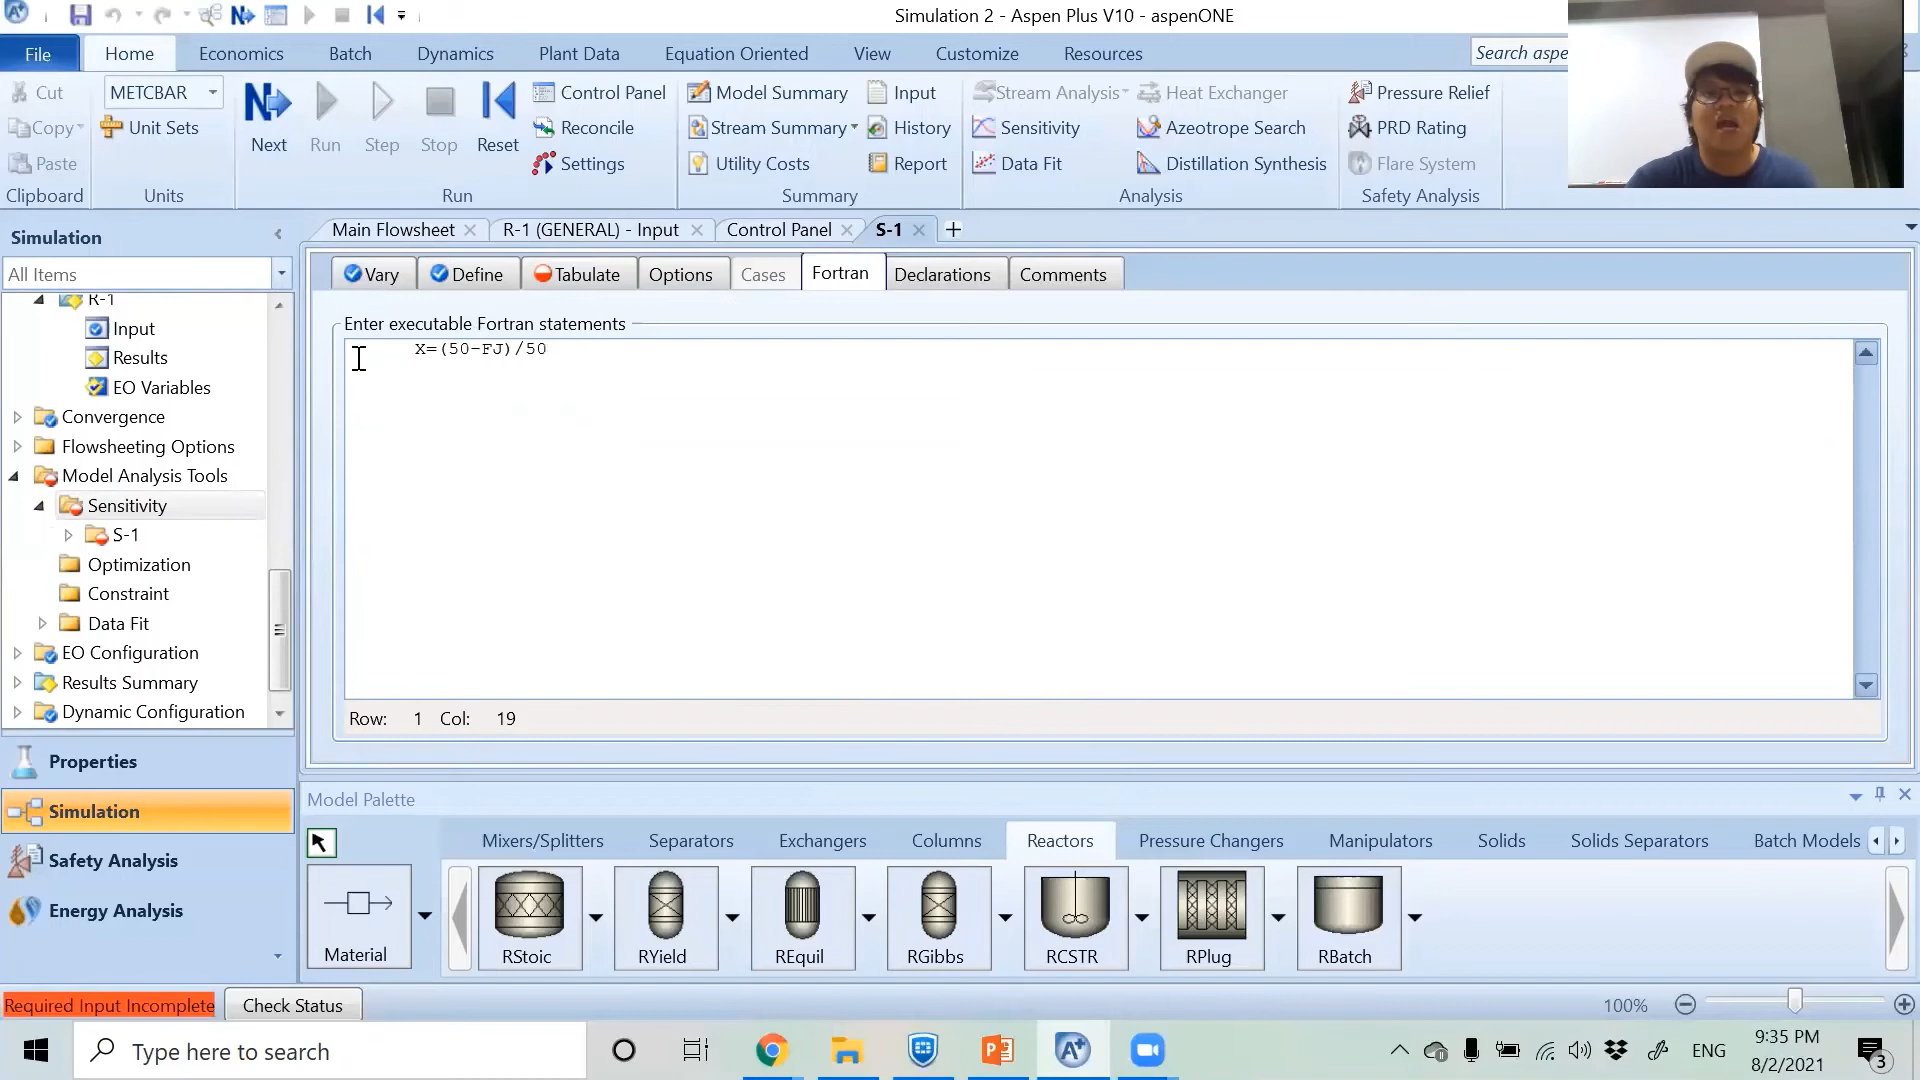 Simulation 2 - Aspen Plus V10 - aspenONE
File Home Economics Batch Dynamics Plant Data Equation Oriented View Customize Resources Search aspe
Cut METCBAR Next Run Step Stop Reset Control Panel Model Summary Input Stream Analysis Heat Exchanger Pressure Relief
Copy Unit Sets Reconcile Stream Summary History Sensitivity Azeotrope Search PRD Rating
Paste Settings Utility Costs Report Data Fit Distillation Synthesis Flare System
Clipboard Units Run Summary Analysis Safety Analysis
Simulation Main Flowsheet R-1 (GENERAL) - Input Control Panel S-1
All Items Vary Define Tabulate Options Cases Fortran Declarations Comments
R-1
Input
Results
EO Variables
Convergence
Flowsheeting Options
Model Analysis Tools
Sensitivity
S-1
Optimization
Constraint
Data Fit
EO Configuration
Results Summary
Dynamic Configuration
Enter executable Fortran statements
X=(50-FJ)/50
Row: 1 Col: 19
Properties
Simulation
Safety Analysis
Energy Analysis
Model Palette
Mixers/Splitters Separators Exchangers Columns Reactors Pressure Changers Manipulators Solids Solids Separators Batch Models
Material RStoic RYield REquil RGibbs RCSTR RPlug RBatch
Required Input Incomplete Check Status 100%
Type here to search ENG 9:35 PM
8/2/2021 3